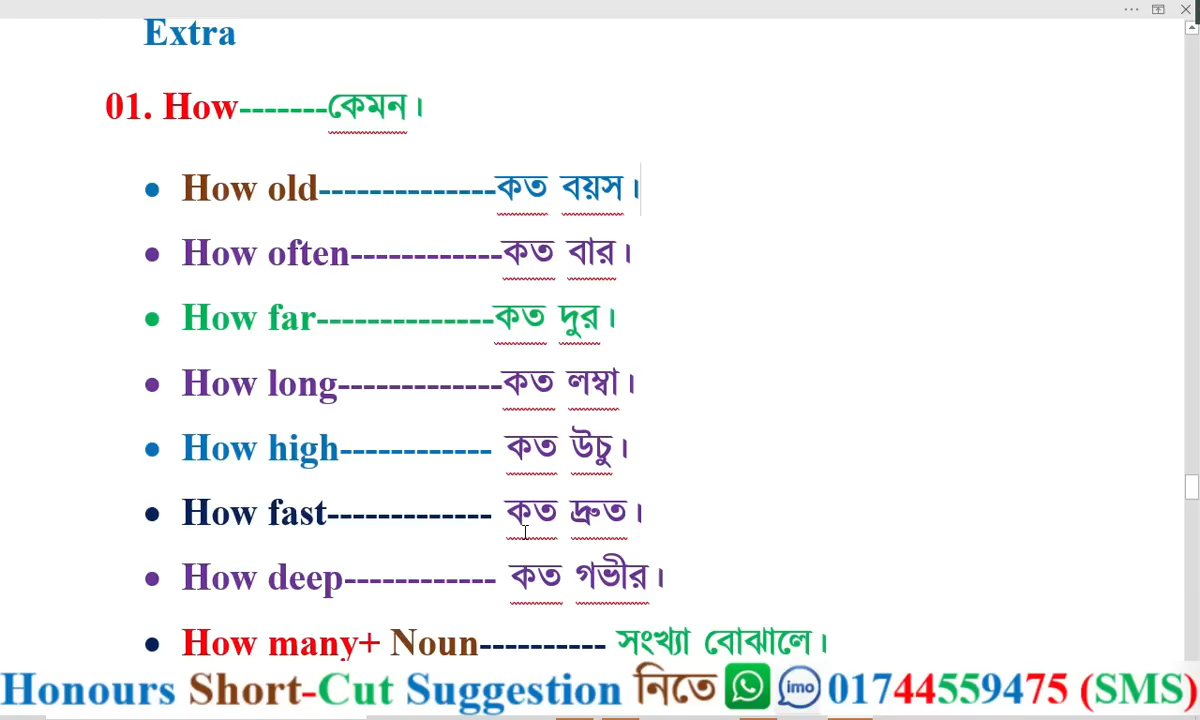 Extra
01. How-------কেমন।
• How old--------------কত বয়স।
• How often------------কত বার।
• How far--------------কত দুর।
• How long-------------কত লম্বা।
• How high------------ কত উচু।
• How fast------------- কত দ্রুত।
• How deep------------ কত গভীর।
• How many+ Noun---------- সংখ্যা বোঝালে।
Honours Short-Cut Suggestion নিতে imo 01744559475 (SMS)